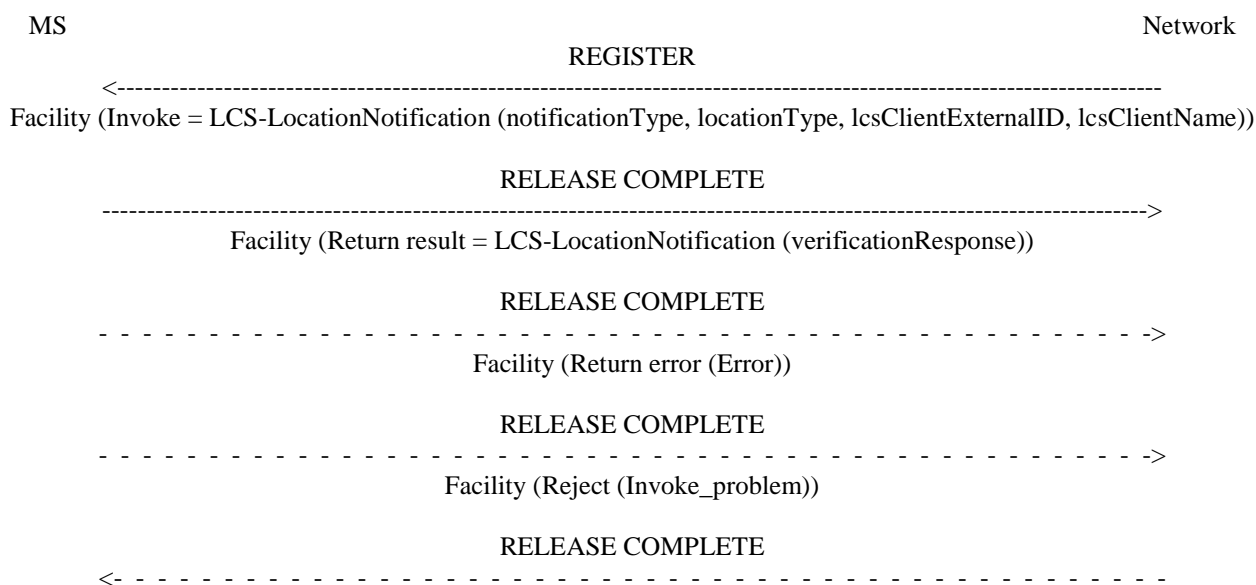 MS Network
REGISTER
<------------------------------------------------------------------------------------------------------------------------
Facility (Invoke = LCS-LocationNotification (notificationType, locationType, lcsClientExternalID, lcsClientName))
RELEASE COMPLETE
------------------------------------------------------------------------------------------------------------------------>
Facility (Return result = LCS-LocationNotification (verificationResponse))
RELEASE COMPLETE
- - - - - - - - - - - - - - - - - - - - - - - - - - - - - - - - - - - - - - - - - - - - - - - ->
Facility (Return error (Error))
RELEASE COMPLETE
- - - - - - - - - - - - - - - - - - - - - - - - - - - - - - - - - - - - - - - - - - - - - - - ->
Facility (Reject (Invoke_problem))
RELEASE COMPLETE
<- - - - - - - - - - - - - - - - - - - - - - - - - - - - - - - - - - - - - - - - - - - - - - - -